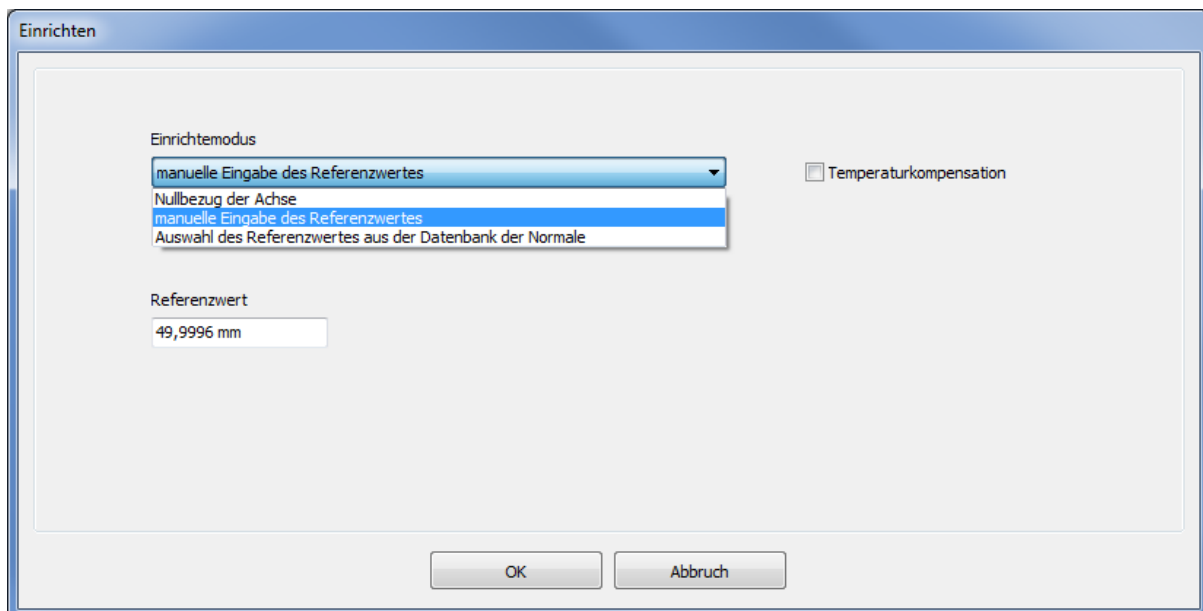 Einrichten
Einrichtemodus
manuelle Eingabe des Referenzwertes
Temperaturkompensation
Nullbezug der Achse
manuelle Eingabe des Referenzwertes
Auswahl des Referenzwertes aus der Datenbank der Normale
Referenzwert
49,9996 mm
OK
Abbruch